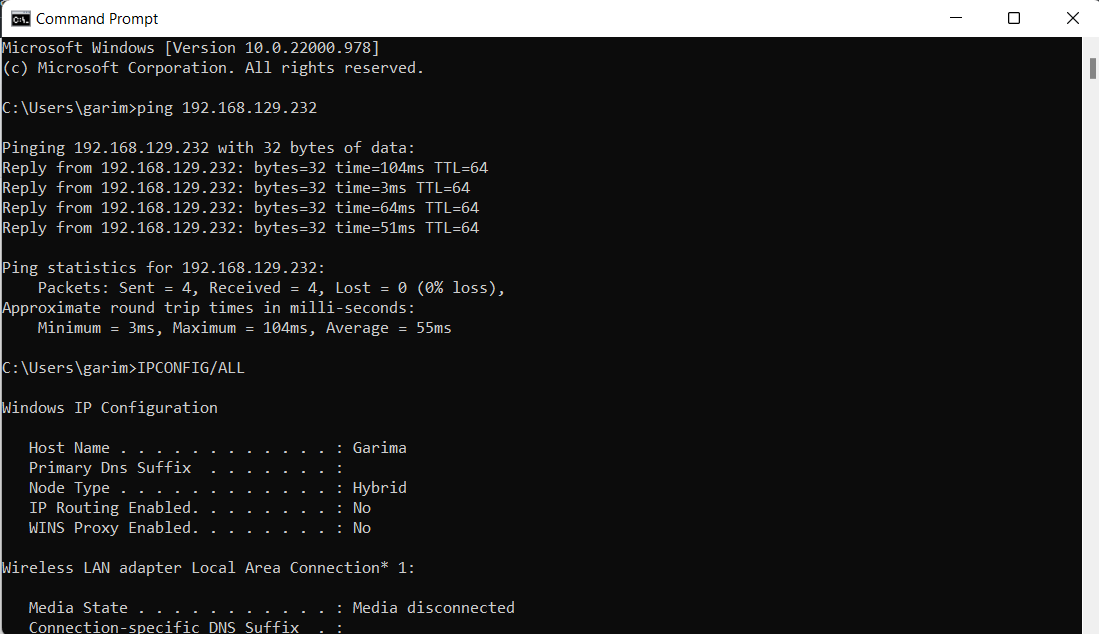 Command Prompt
Microsoft Windows [Version 10.0.22000.978]
(c) Microsoft Corporation. All rights reserved.
C:\Users\garim>ping 192.168.129.232
Pinging 192.168.129.232 with 32 bytes of data:
Reply from 192.168.129.232: bytes=32 time=104ms TTL=64
Reply from 192.168.129.232: bytes=32 time=3ms TTL=64
Reply from 192.168.129.232: bytes=32 time=64ms TTL=64
Reply from 192.168.129.232: bytes=32 time=51ms TTL=64
Ping statistics for 192.168.129.232:
    Packets: Sent = 4, Received = 4, Lost = 0 (0% loss),
Approximate round trip times in milli-seconds:
    Minimum = 3ms, Maximum = 104ms, Average = 55ms
C:\Users\garim>IPCONFIG/ALL
Windows IP Configuration
   Host Name . . . . . . . . . . . . : Garima
   Primary Dns Suffix  . . . . . . . :
   Node Type . . . . . . . . . . . . : Hybrid
   IP Routing Enabled. . . . . . . . : No
   WINS Proxy Enabled. . . . . . . . : No
Wireless LAN adapter Local Area Connection* 1:
   Media State . . . . . . . . . . . : Media disconnected
   Connection-specific DNS Suffix  . :